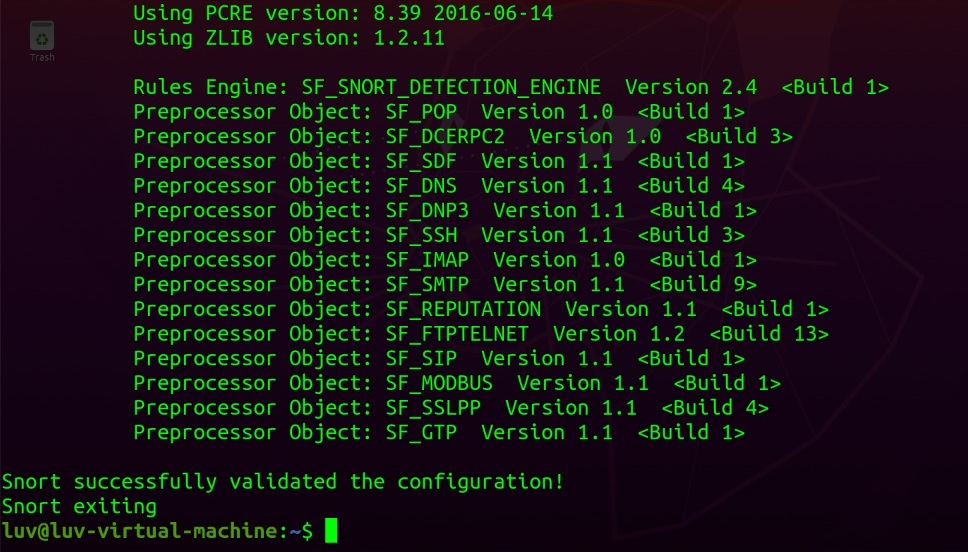 Using PCRE version: 8.39 2016-06-14
Using ZLIB version: 1.2.11
Trash
Rules Engine: SF_SNORT_DETECTION_ENGINE  Version 2.4  <Build 1>
Preprocessor Object: SF_POP  Version 1.0  <Build 1>
Preprocessor Object: SF_DCERPC2  Version 1.0  <Build 3>
Preprocessor Object: SF_SDF  Version 1.1  <Build 1>
Preprocessor Object: SF_DNS  Version 1.1  <Build 4>
Preprocessor Object: SF_DNP3  Version 1.1  <Build 1>
Preprocessor Object: SF_SSH  Version 1.1  <Build 3>
Preprocessor Object: SF_IMAP  Version 1.0  <Build 1>
Preprocessor Object: SF_SMTP  Version 1.1  <Build 9>
Preprocessor Object: SF_REPUTATION  Version 1.1  <Build 1>
Preprocessor Object: SF_FTPTELNET  Version 1.2  <Build 13>
Preprocessor Object: SF_SIP  Version 1.1  <Build 1>
Preprocessor Object: SF_MODBUS  Version 1.1  <Build 1>
Preprocessor Object: SF_SSLPP  Version 1.1  <Build 4>
Preprocessor Object: SF_GTP  Version 1.1  <Build 1>
Snort successfully validated the configuration!
Snort exiting
luv@luv-virtual-machine:~$